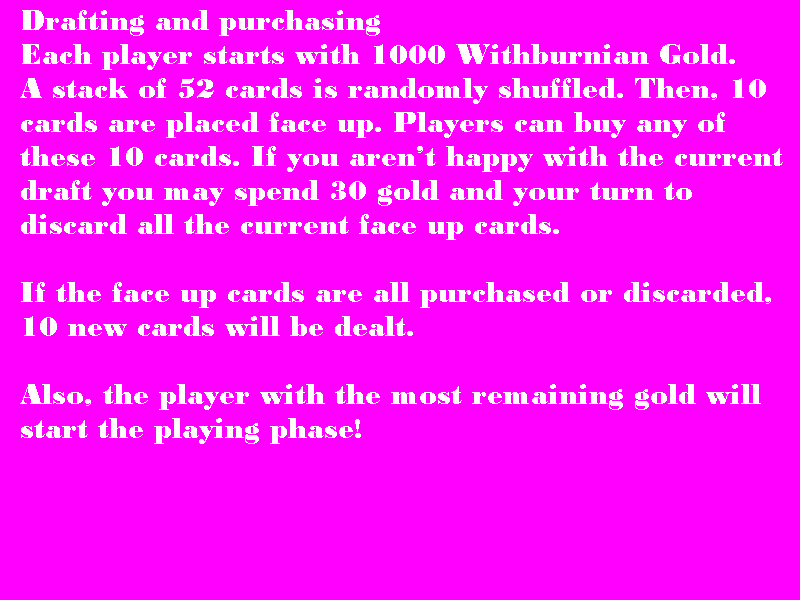 Drafting and purchasing
Each player starts with 1000 Withburnian Gold.
A stack of 52 cards is randomly shuffled. Then, 10
cards are placed face up. Players can buy any of
these 10 cards. If you aren't happy with the current
draft you may spend 30 gold and your turn to
discard all the current face up cards.
If the face up cards are all purchased or discarded,
10 new cards will be dealt.
Also, the player with the most remaining gold will
start the playing phase!